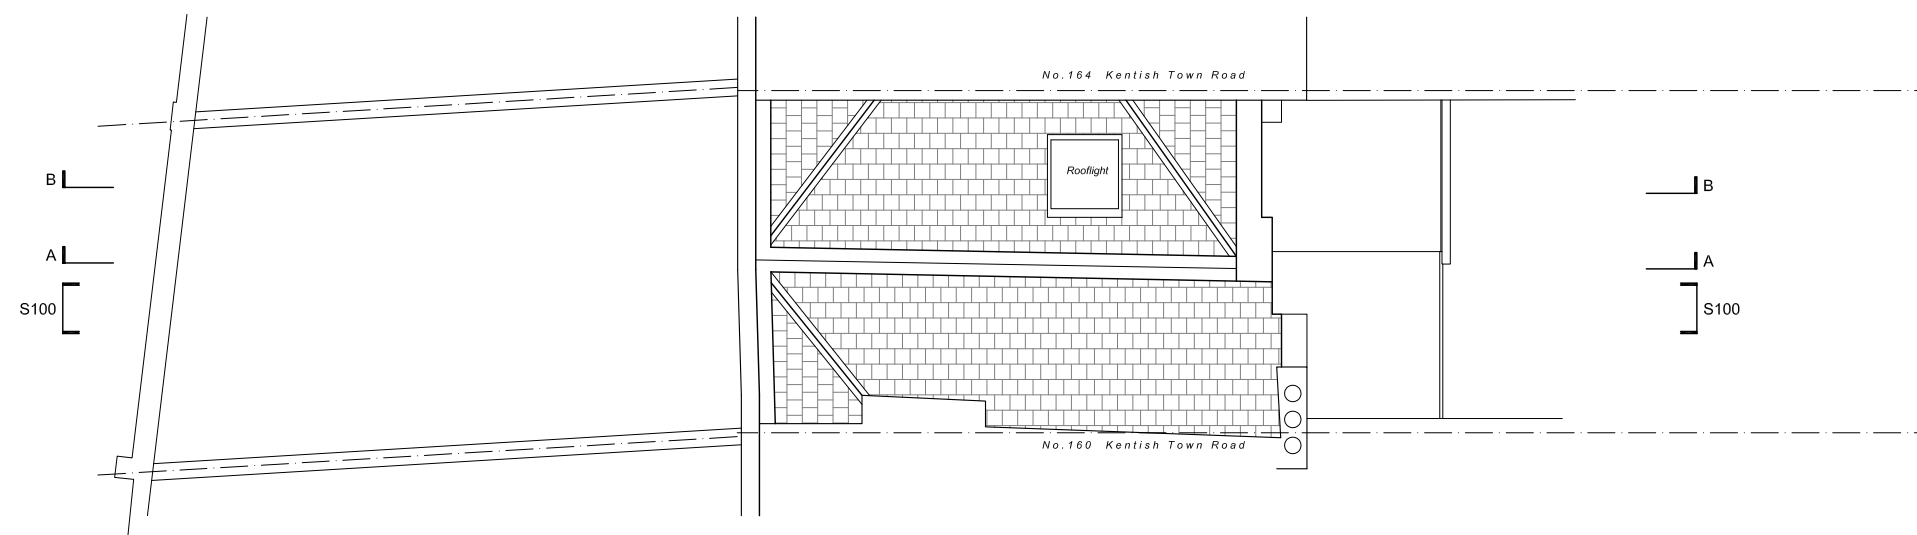 No.164 Kentish Town Road
Rooflight
B
B
A
A
S100
S100
No.160 Kentish Town Road